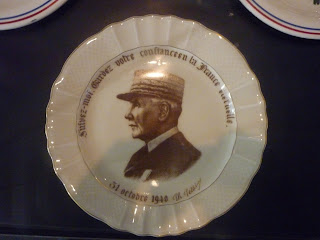 Suivez-moi. Gardez votre confiance en la France éternelle.
31 octobre 1940